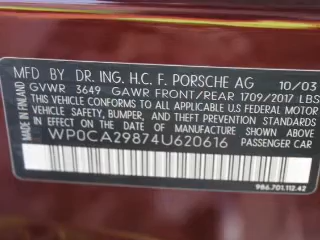 MFD. BY DR. ING. H.C. F. PORSCHE AG 10/03
GVWR 3649 GAWR FRONT/REAR 1709/2017 LBS
THIS VEHICLE CONFORMS TO ALL APPLICABLE
U.S. FEDERAL MOTOR VEHICLE
SAFETY, BUMPER, AND THEFT PREVENTION STANDARDS
IN EFFECT ON THE DATE OF MANUFACTURE SHOWN ABOVE.
WP0CA29874U620616 PASSENGER CAR
MADE IN FINLAND
986.701.112.42